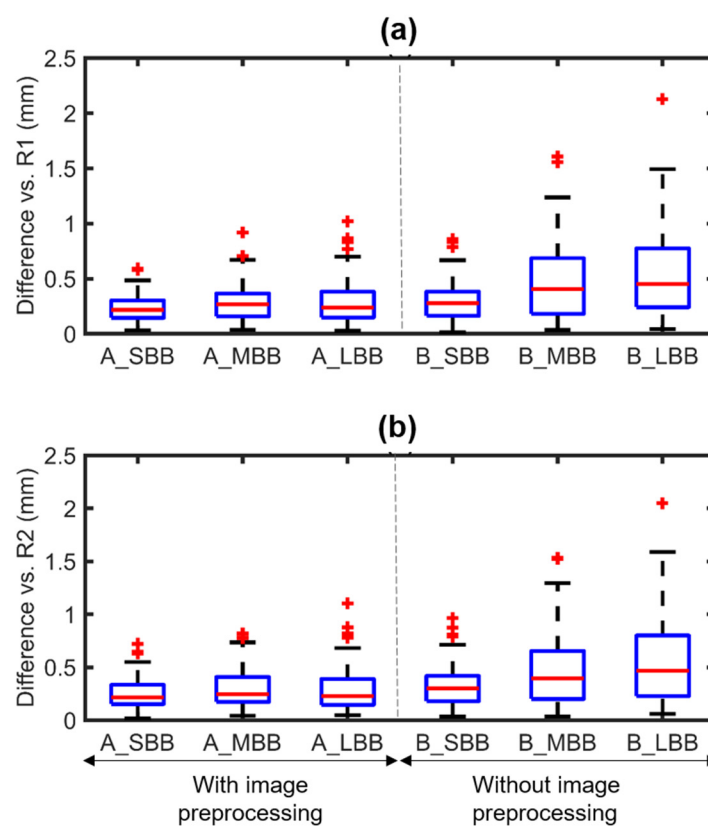 (a)
Difference vs. R1 (mm)
2.5
2
1.5
1
0.5
0
A_SBB A_MBB A_LBB B_SBB B_MBB B_LBB
(b)
Difference vs. R2 (mm)
2.5
2
1.5
1
0.5
0
A_SBB A_MBB A_LBB B_SBB B_MBB B_LBB
With image
preprocessing
Without image
preprocessing